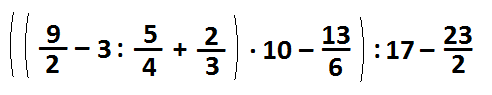 ((9/2 − 3 : 5/4 + 2/3) · 10 − 13/6) : 17 − 23/2